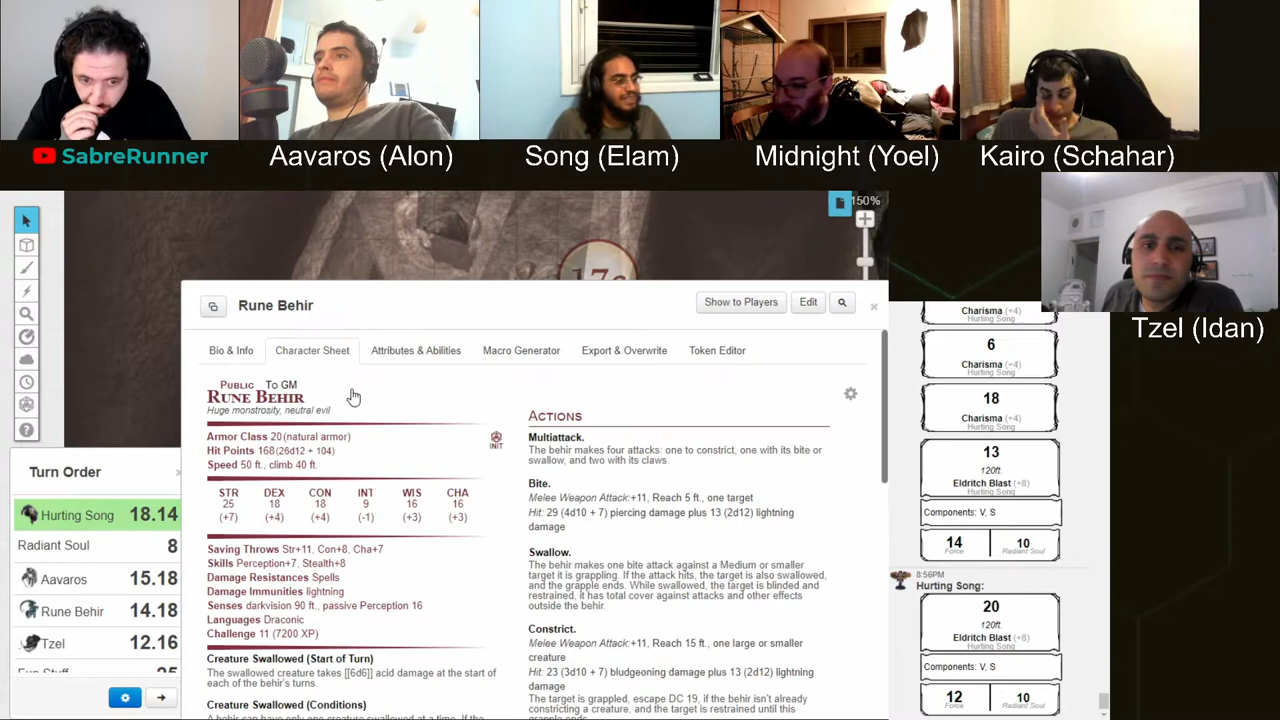 SabreRunner
Aavaros (Alon)
Song (Elam)
Midnight (Yoel)
Kairo (Schahar)
Tzel (Idan)
150%
Rune Behir
Show to Players
Edit
Bio & Info
Character Sheet
Attributes & Abilities
Macro Generator
Export & Overwrite
Token Editor
Public To GM
Rune Behir
Huge monstrosity, neutral evil
Armor Class 20 (natural armor)
Hit Points 168 (26d12 + 104)
Speed 50 ft., climb 40 ft.
INIT
STR DEX CON INT WIS CHA
25 18 18 9 16 16
(+7) (+4) (+4) (-1) (+3) (+3)
Saving Throws Str+11, Con+8, Cha+7
Skills Perception+7, Stealth+8
Damage Resistances Spells
Damage Immunities lightning
Senses darkvision 90 ft., passive Perception 16
Languages Draconic
Challenge 11 (7200 XP)
Creature Swallowed (Start of Turn)
The swallowed creature takes [[6d6]] acid damage at the start of
each of the behir's turns.
Creature Swallowed (Conditions)
A behir can have only one creature swallowed at a time. If the
Actions
Multiattack.
The behir makes four attacks: one to constrict, one with its bite or
swallow, and two with its claws.
Bite.
Melee Weapon Attack:+11, Reach 5 ft., one target
Hit: 29 (4d10 + 7) piercing damage plus 13 (2d12) lightning
damage
Swallow.
The behir makes one bite attack against a Medium or smaller
target it is grappling. If the attack hits, the target is also swallowed,
and the grapple ends. While swallowed, the target is blinded and
restrained, it has total cover against attacks and other effects
outside the behir.
Constrict.
Melee Weapon Attack:+11, Reach 15 ft., one large or smaller
creature
Hit: 23 (3d10 + 7) bludgeoning damage plus 13 (2d12) lightning
damage
The target is grappled, escape DC 19, if the behir isn't already
constricting a creature, and the target is restrained until this
grapple ends.
Turn Order
Hurting Song 18.14
Radiant Soul 8
Aavaros 15.18
Rune Behir 14.18
Tzel 12.16
Charisma (+4)
Hurting Song
6
Charisma (+4)
Hurting Song
18
Charisma (+4)
Hurting Song
13
120ft.
Eldritch Blast (+8)
Hurting Song
Components: V, S
14 10
Force Radiant Soul
8:56PM
Hurting Song:
20
120ft.
Eldritch Blast (+8)
Hurting Song
Components: V, S
12 10
Force Radiant Soul